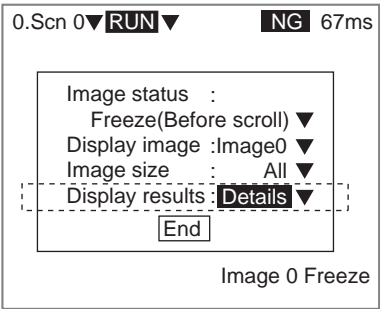 0.Scn 0▼ RUN ▼ NG 67ms
Image status :
Freeze(Before scroll) ▼
Display image :Image0 ▼
Image size : All ▼
Display results : Details ▼
End
Image 0 Freeze